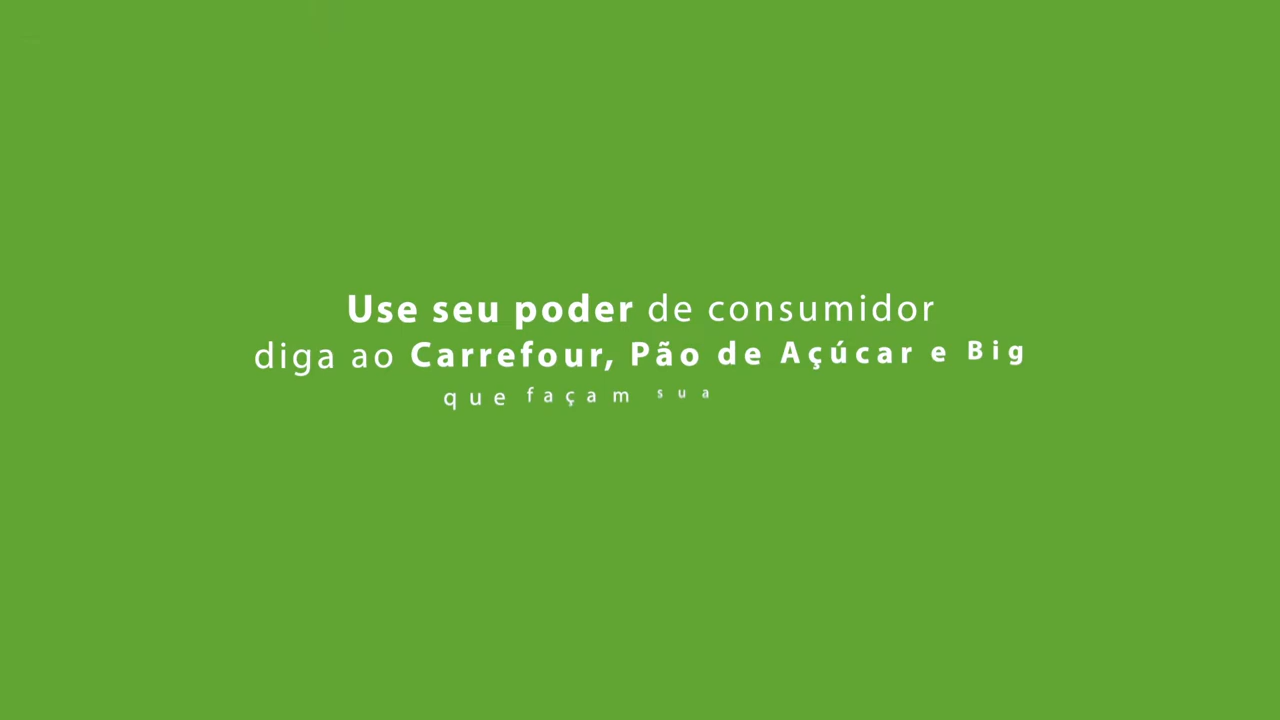 Use seu poder de consumidor
diga ao Carrefour, Pão de Açúcar e Big
que façam sua